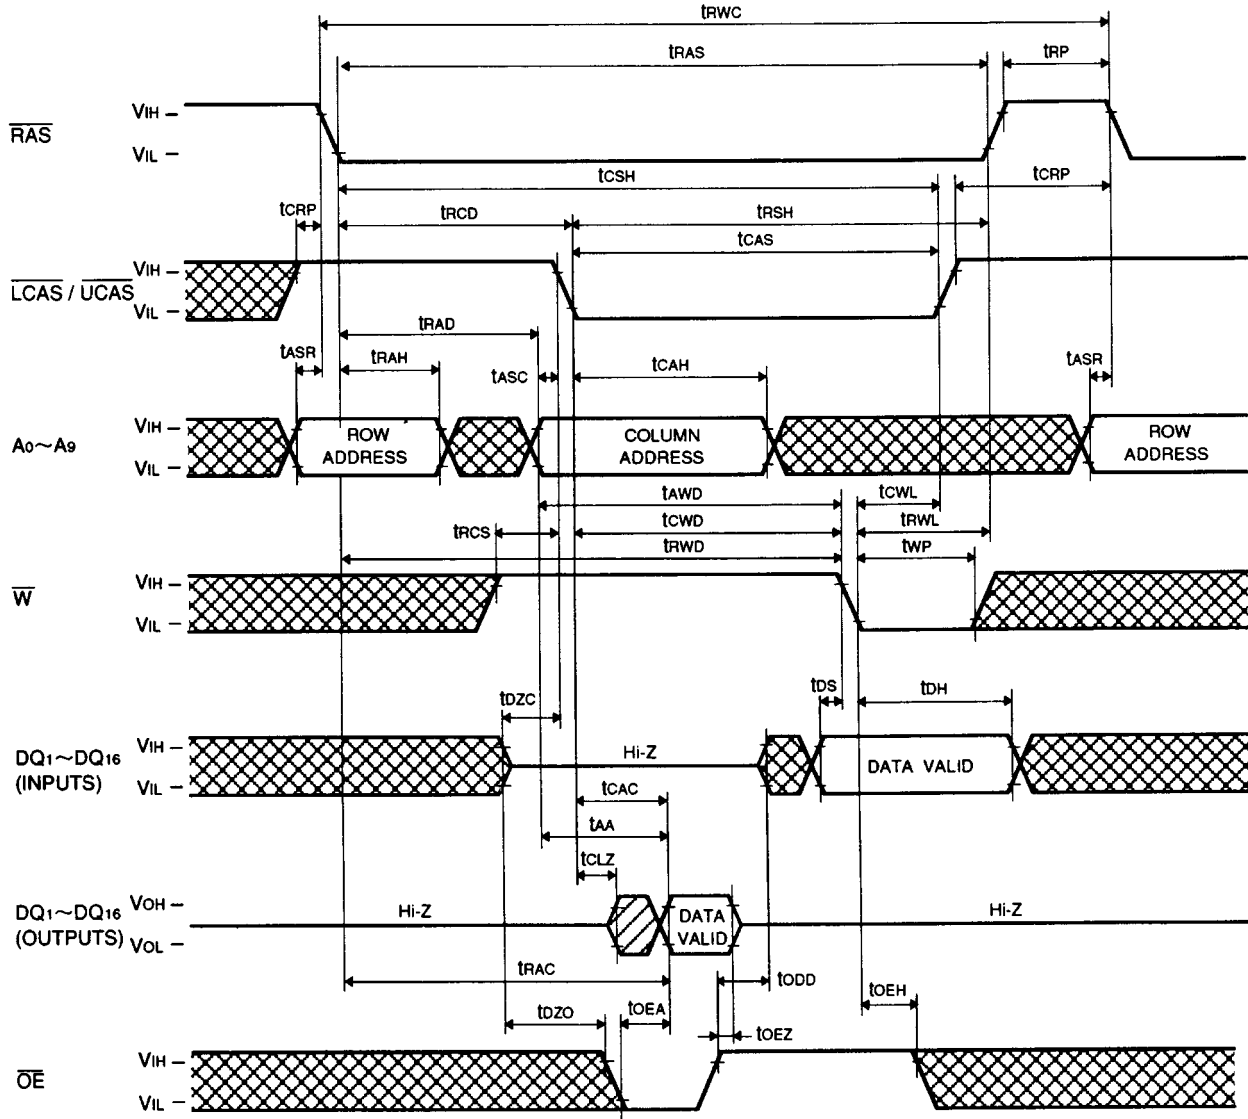 tRWC
tRAS
tRP
RAS
VIH
VIL
tCSH
tCRP
tCRP
tRCD
tRSH
tCAS
LCAS / UCAS
VIH
VIL
tRAD
tASR
tRAH
tASC
tCAH
tASR
A0~A9
VIH
VIL
ROW
ADDRESS
COLUMN
ADDRESS
ROW
ADDRESS
tAWD
tCWL
tRCS
tCWD
tRWL
tRWD
tWP
W
VIH
VIL
tDZC
tDS
tDH
DQ1~DQ16
(INPUTS)
VIH
VIL
Hi-Z
DATA VALID
tCAC
tAA
tCLZ
DQ1~DQ16
(OUTPUTS)
VOH
VOL
Hi-Z
DATA
VALID
Hi-Z
tRAC
tODD
tDZO
tOEA
tOEZ
tOEH
OE
VIH
VIL